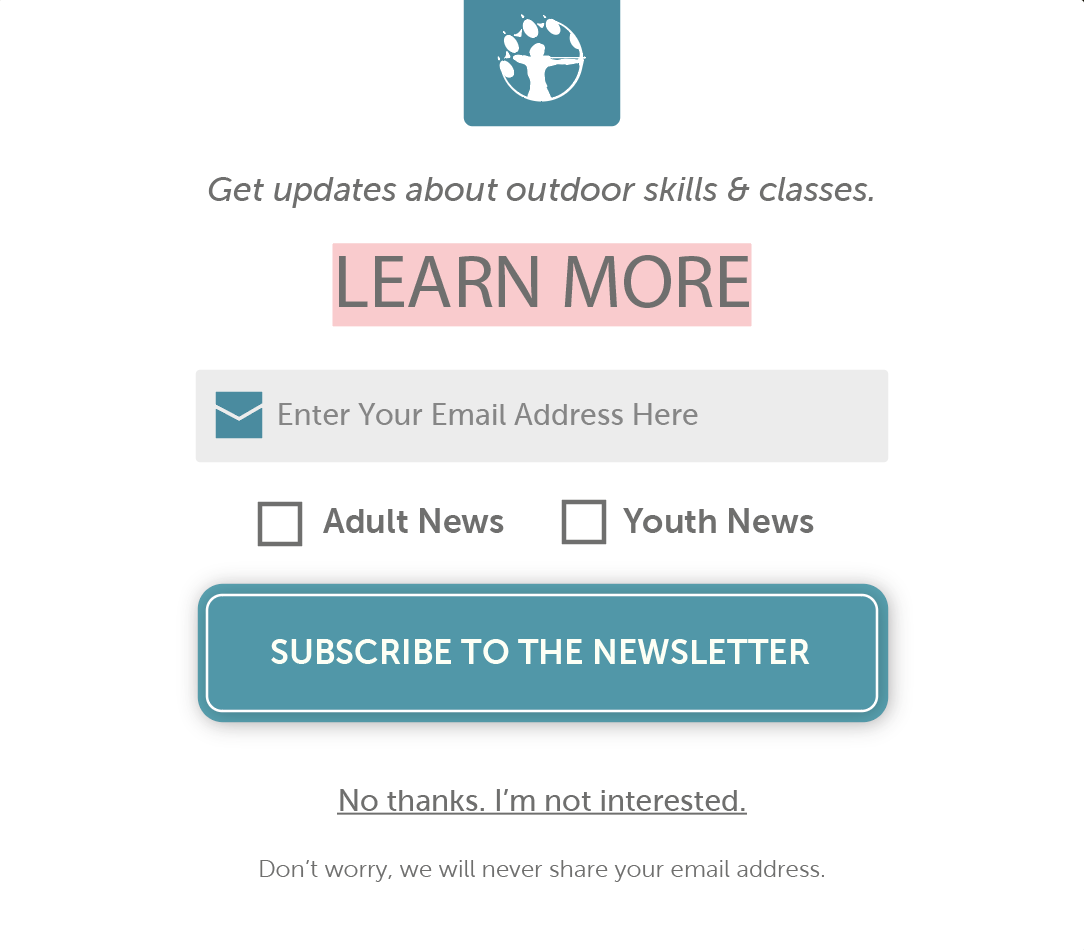 Get updates about outdoor skills & classes.
LEARN MORE
Enter Your Email Address Here
Adult News Youth News
SUBSCRIBE TO THE NEWSLETTER
No thanks. I’m not interested.
Don’t worry, we will never share your email address.